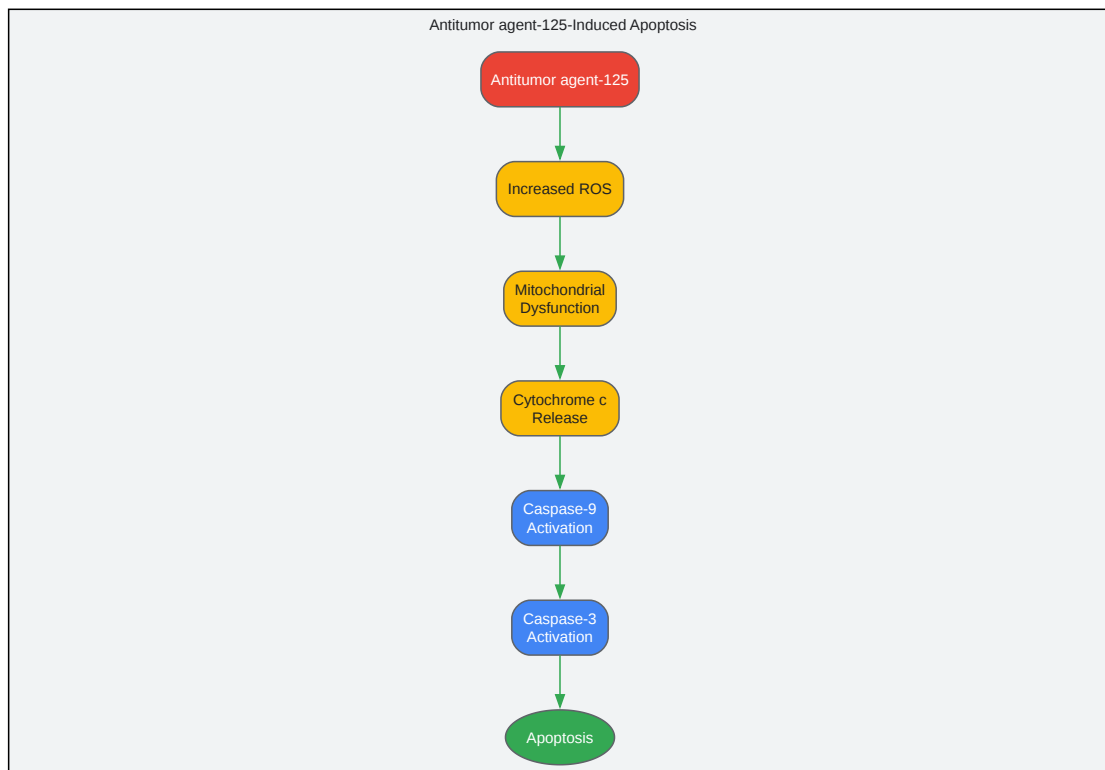 Antitumor agent-125-Induced Apoptosis
Antitumor agent-125
Increased ROS
Mitochondrial
Dysfunction
Cytochrome c
Release
Caspase-9
Activation
Caspase-3
Activation
Apoptosis